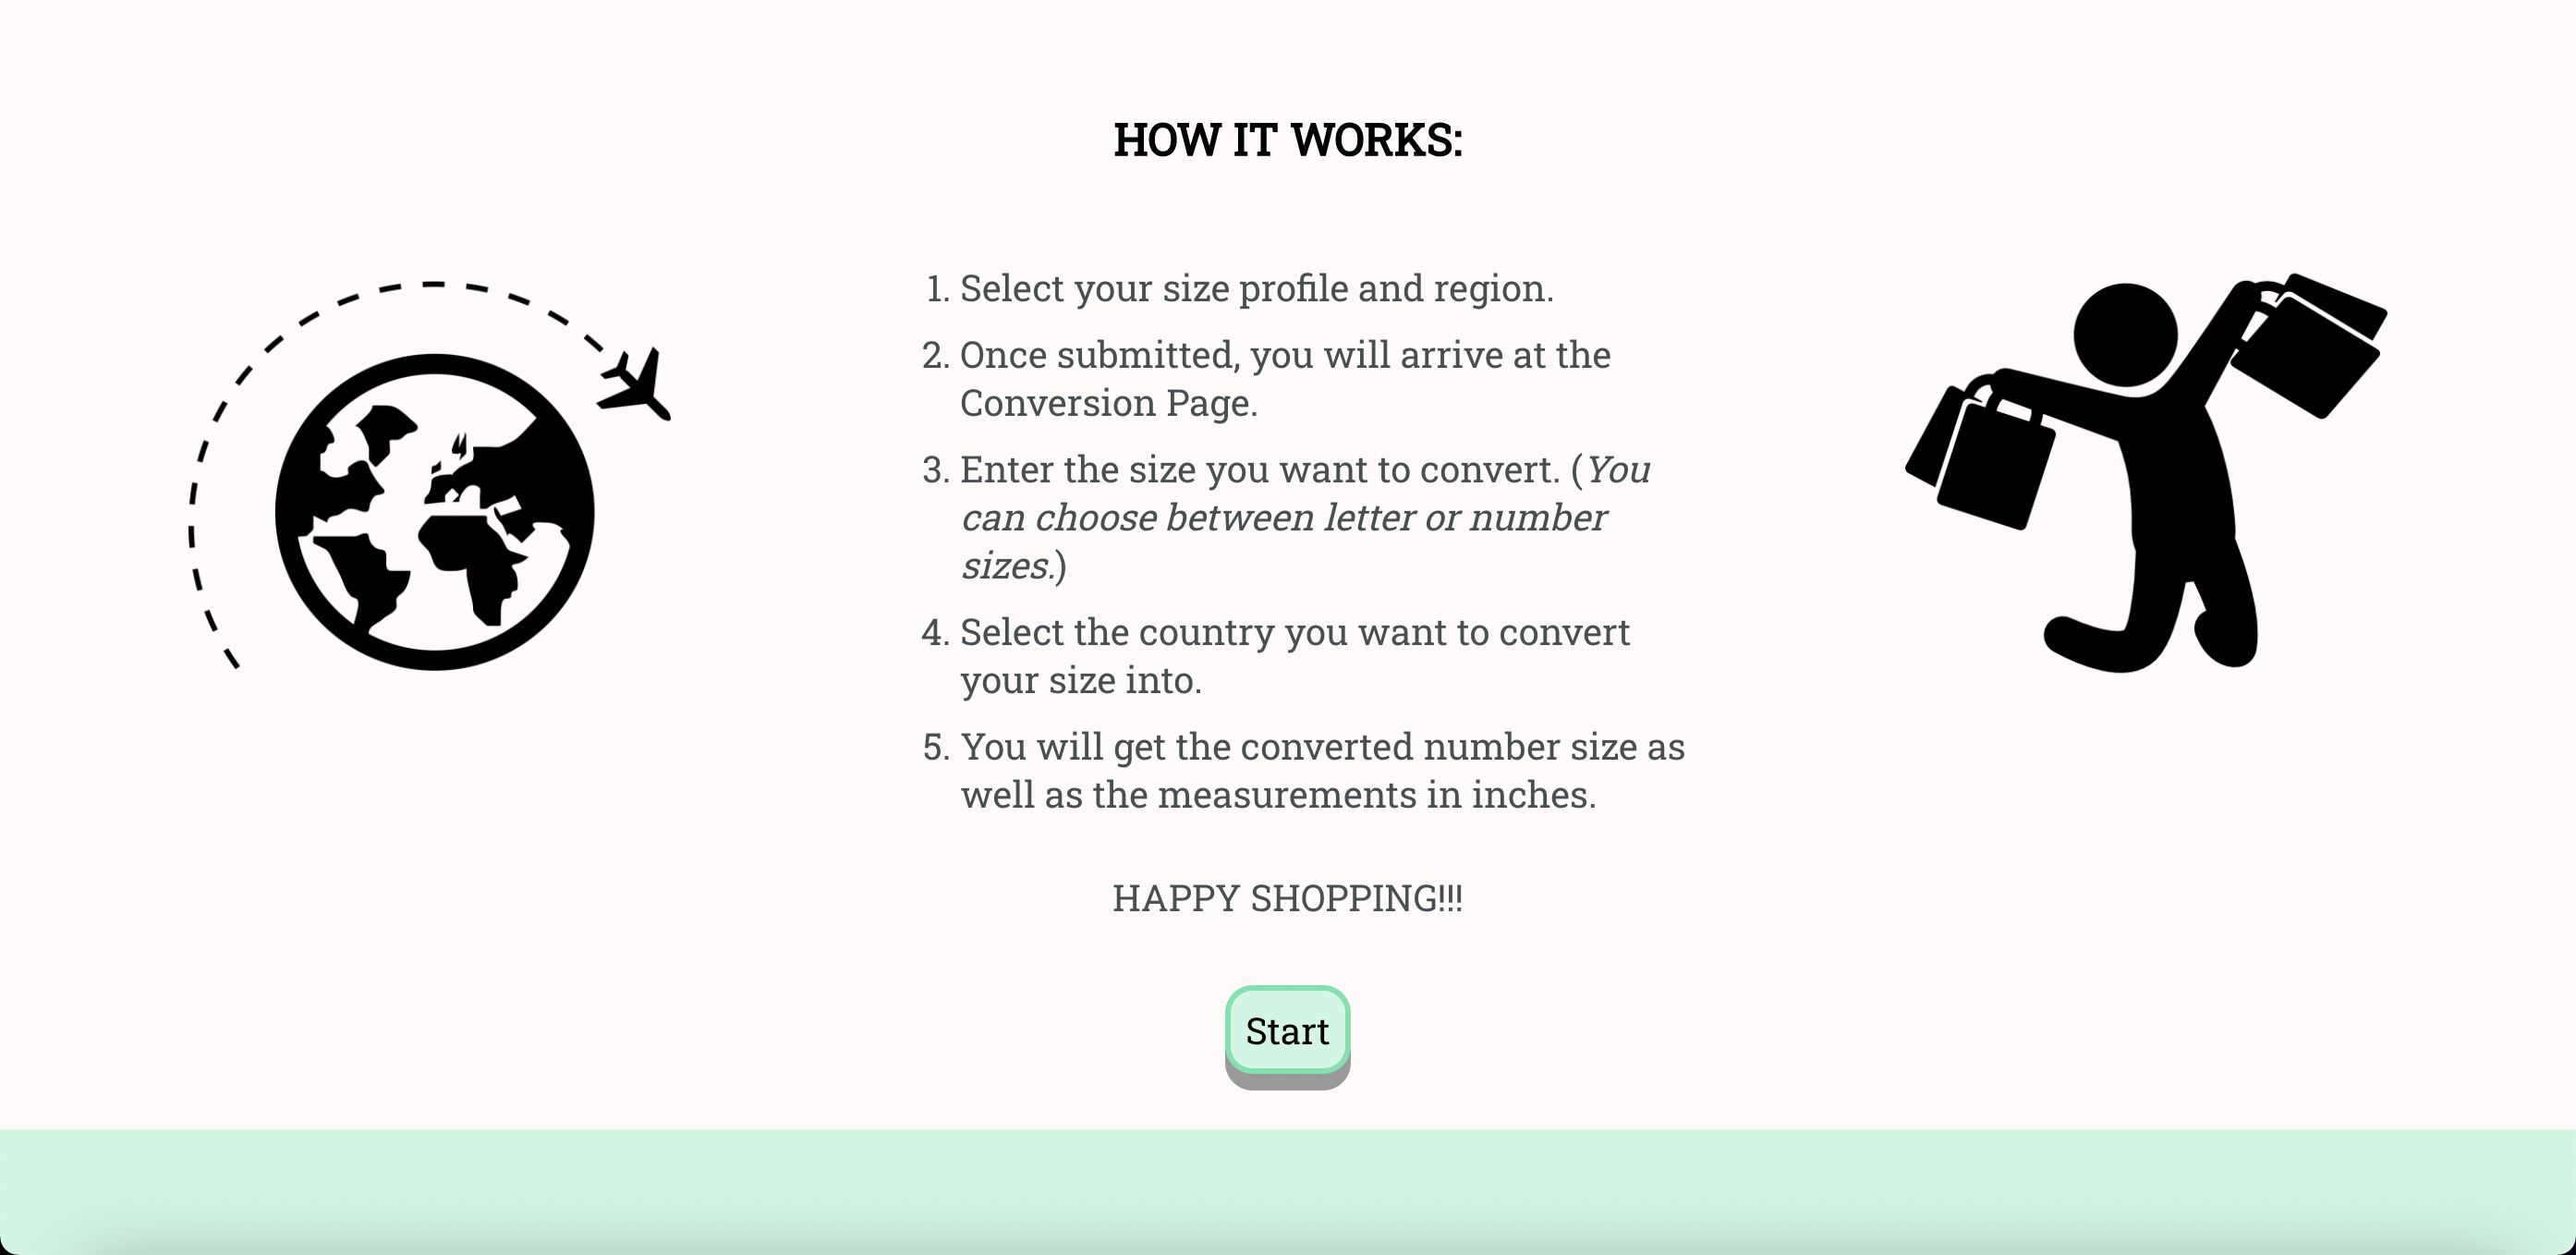 HOW IT WORKS:
1. Select your size profile and region.
2. Once submitted, you will arrive at the
Conversion Page.
3. Enter the size you want to convert. (You
can choose between letter or number
sizes.)
4. Select the country you want to convert
your size into.
5. You will get the converted number size as
well as the measurements in inches.
HAPPY SHOPPING!!!
Start